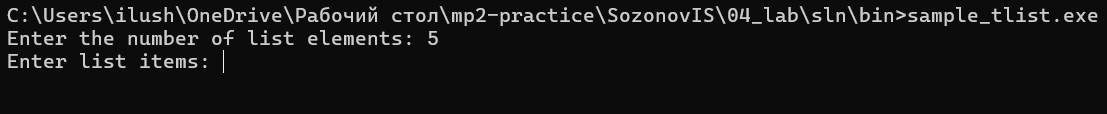 C:\Users\ilush\OneDrive\Рабочий стол\mp2-practice\SozonovIS\04_lab\sln\bin>sample_tlist.exe
Enter the number of list elements: 5
Enter list items: